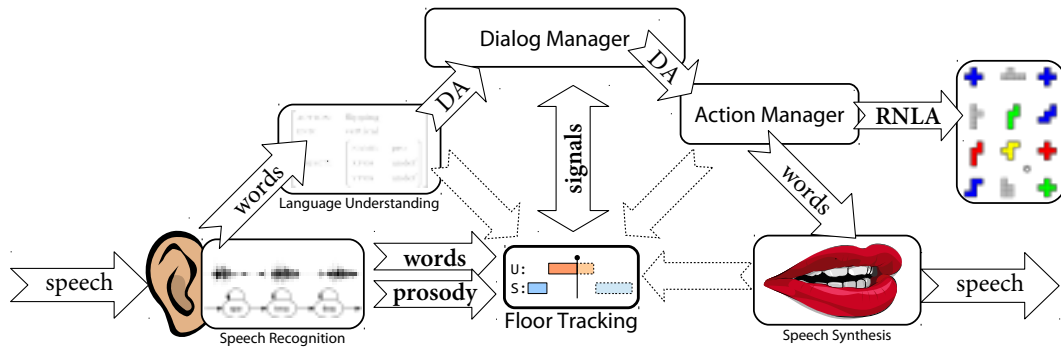 Dialog Manager
DA
DA
Action Manager
RNLA
signals
words
Language Understanding
words
speech
words
prosody
Speech Recognition
U:
S:
Floor Tracking
Speech Synthesis
speech